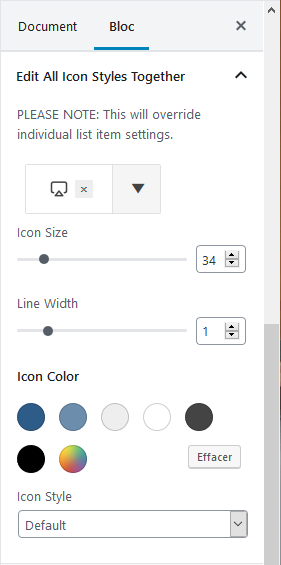 Document Bloc ×
Edit All Icon Styles Together
PLEASE NOTE: This will override
individual list item settings.
×
Icon Size
34
Line Width
1
Icon Color
Effacer
Icon Style
Default